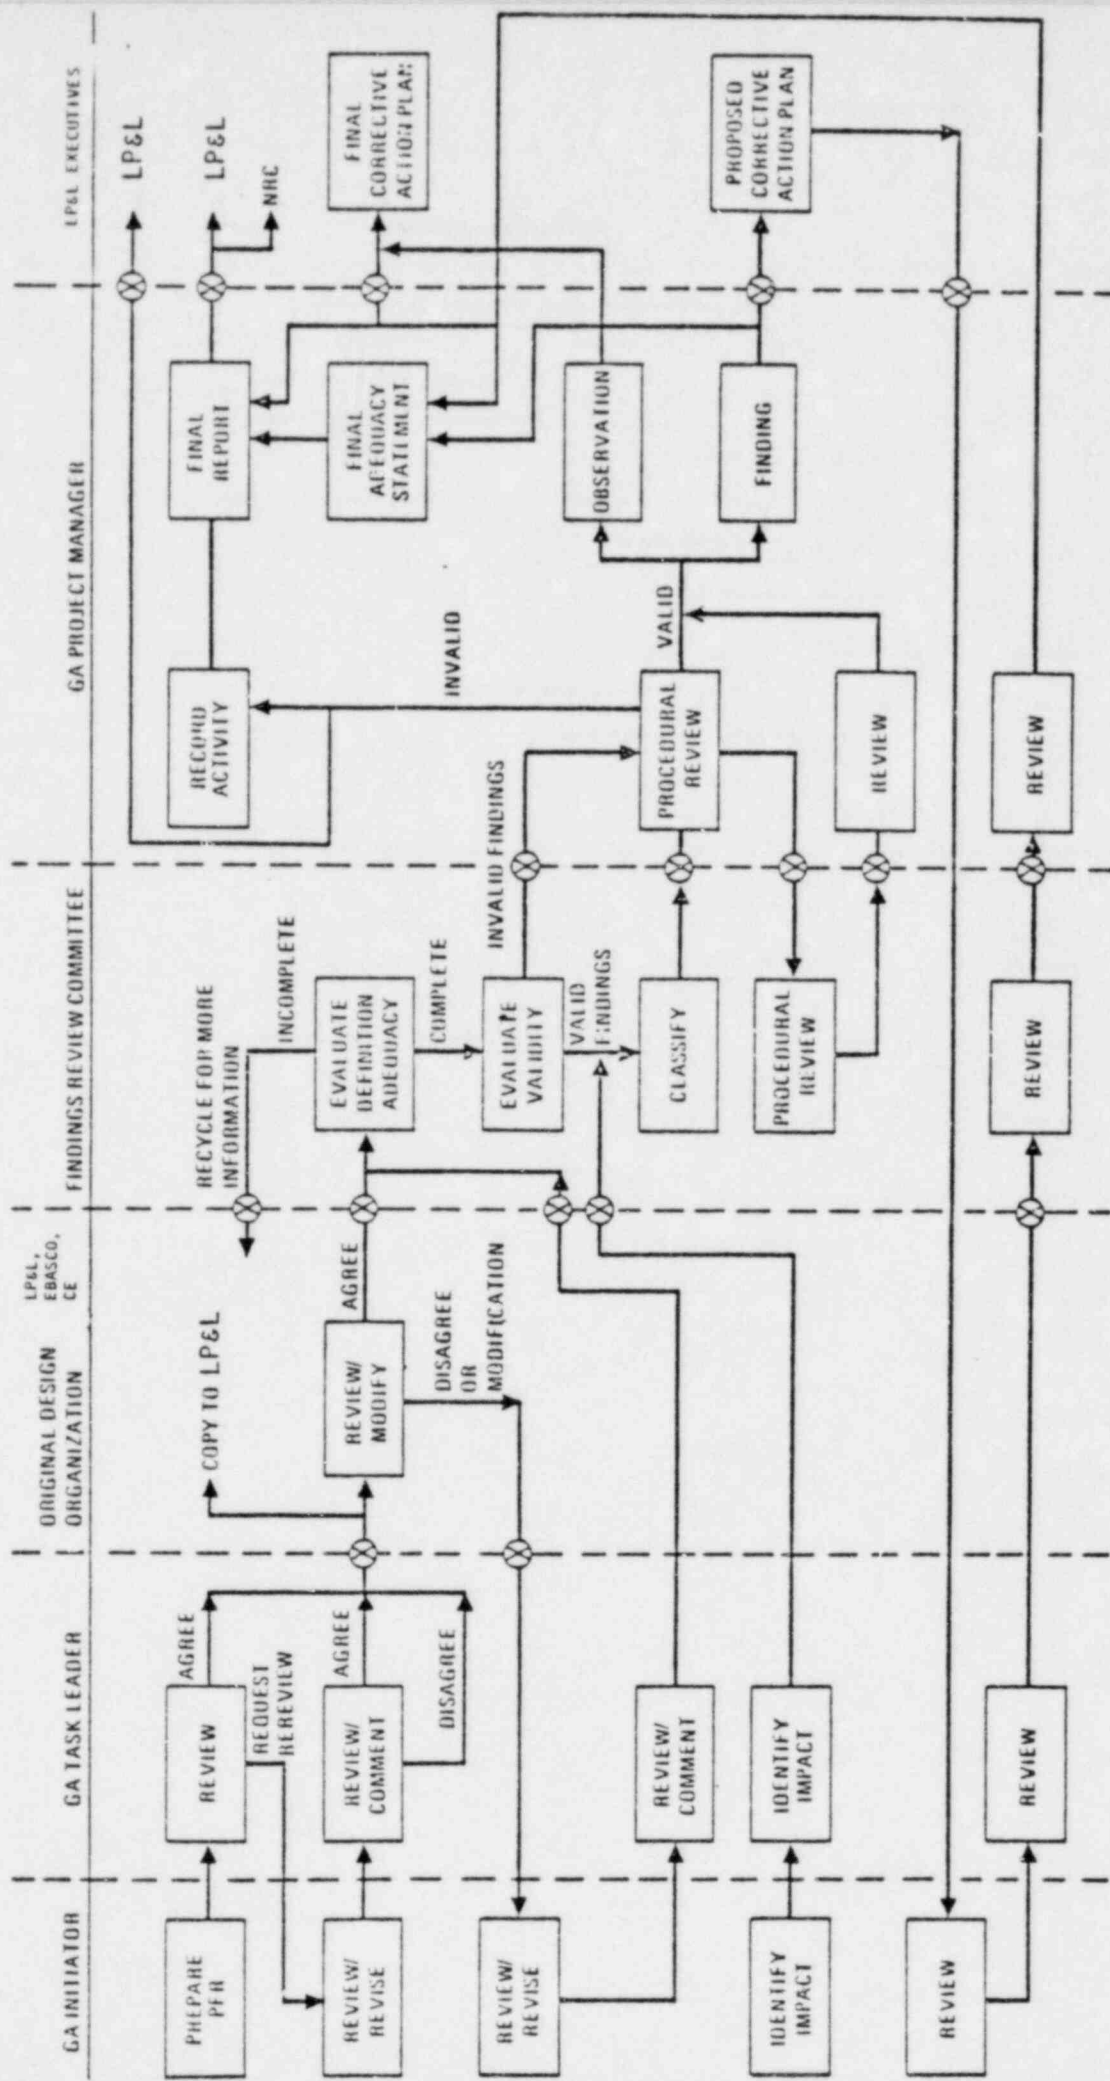 GA INITIATOR
GA TASK LEADER
ORIGINAL DESIGN
ORGANIZATION
LP&L,
EBASCO,
CE
FINDINGS REVIEW COMMITTEE
GA PROJECT MANAGER
LP&L EXECUTIVES
PREPARE
PFR
REVIEW
AGREE
REQUEST
REREVIEW
COPY TO LP&L
RECYCLE FOR MORE
INFORMATION
INCOMPLETE
RECORD
ACTIVITY
FINAL
REPORT
LP&L
LP&L
NRC
REVIEW/
REVISE
REVIEW/
COMMENT
AGREE
DISAGREE
REVIEW/
MODIFY
AGREE
DISAGREE
OR
MODIFICATION
EVALUATE
DEFINITION
ADEQUACY
COMPLETE
INVALID
FINAL
ADEQUACY
STATEMENT
FINAL
CORRECTIVE
ACTION PLAN
REVIEW/
REVISE
EVALUATE
VALIDITY
INVALID FINDINGS
VALID
FINDINGS
OBSERVATION
REVIEW/
COMMENT
CLASSIFY
PROCEDURAL
REVIEW
VALID
IDENTIFY
IMPACT
IDENTIFY
IMPACT
PROCEDURAL
REVIEW
FINDING
PROPOSED
CORRECTIVE
ACTION PLAN
REVIEW
REVIEW
REVIEW
REVIEW
REVIEW